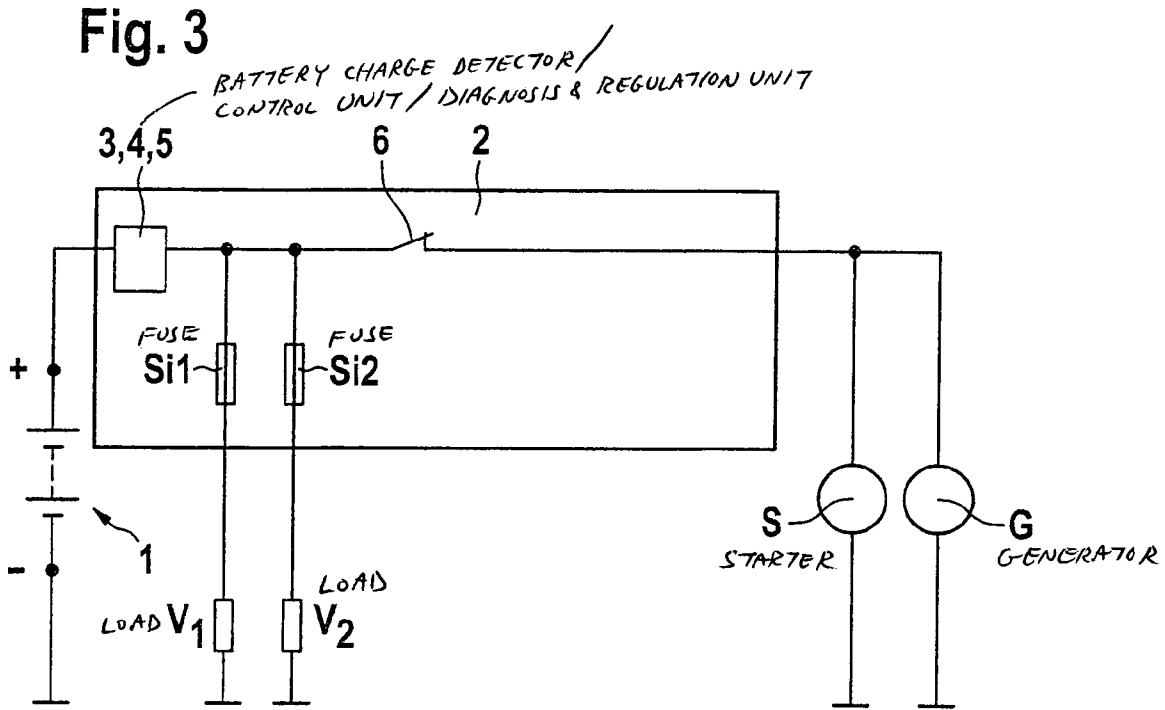 Fig. 3
BATTERY CHARGE DETECTOR/
CONTROL UNIT / DIAGNOSIS & REGULATION UNIT
3,4,5
6
2
FUSE
Si1
FUSE
Si2
+
-
1
LOAD V1
LOAD
V2
S
STARTER
G
GENERATOR